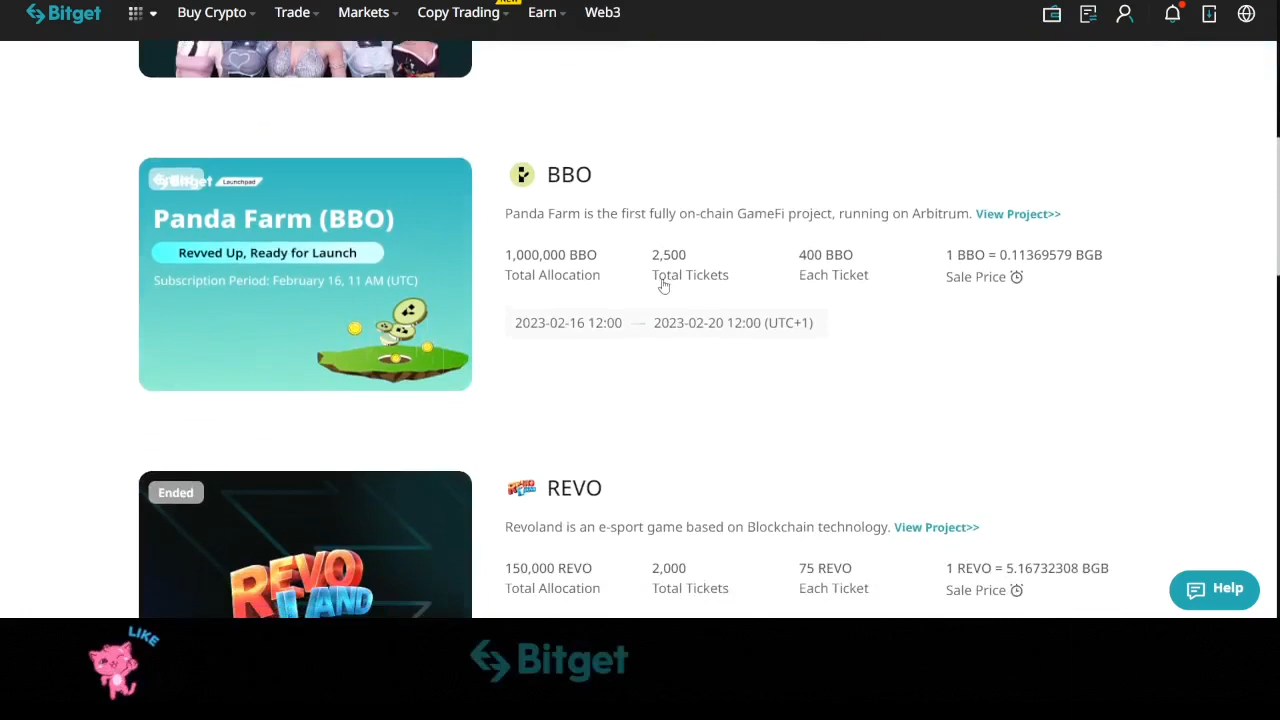 Bitget
Buy Crypto
Trade
Markets
Copy Trading
NEW
Earn
Web3
Bitget Launchpad
Panda Farm (BBO)
Revved Up, Ready for Launch
Subscription Period: February 16, 11 AM (UTC)
BBO
Panda Farm is the first fully on-chain GameFi project, running on Arbitrum. View Project>>
1,000,000 BBO
Total Allocation
2,500
Total Tickets
400 BBO
Each Ticket
1 BBO = 0.11369579 BGB
Sale Price
2023-02-16 12:00 — 2023-02-20 12:00 (UTC+1)
Ended
REVO
LAND
REVO
Revoland is an e-sport game based on Blockchain technology. View Project>>
150,000 REVO
Total Allocation
2,000
Total Tickets
75 REVO
Each Ticket
1 REVO = 5.16732308 BGB
Sale Price
Help
LIKE
Bitget